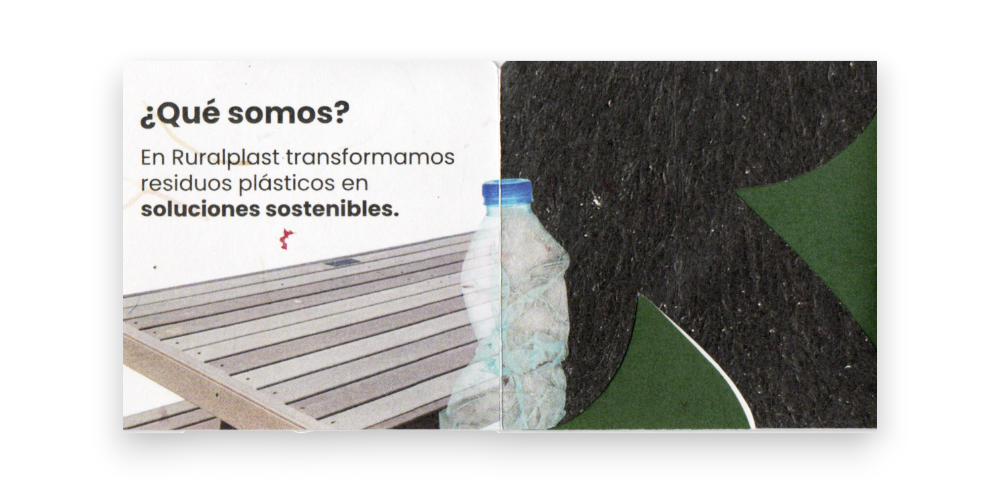 ¿Qué somos?
En Ruralplast transformamos
residuos plásticos en
soluciones sostenibles.